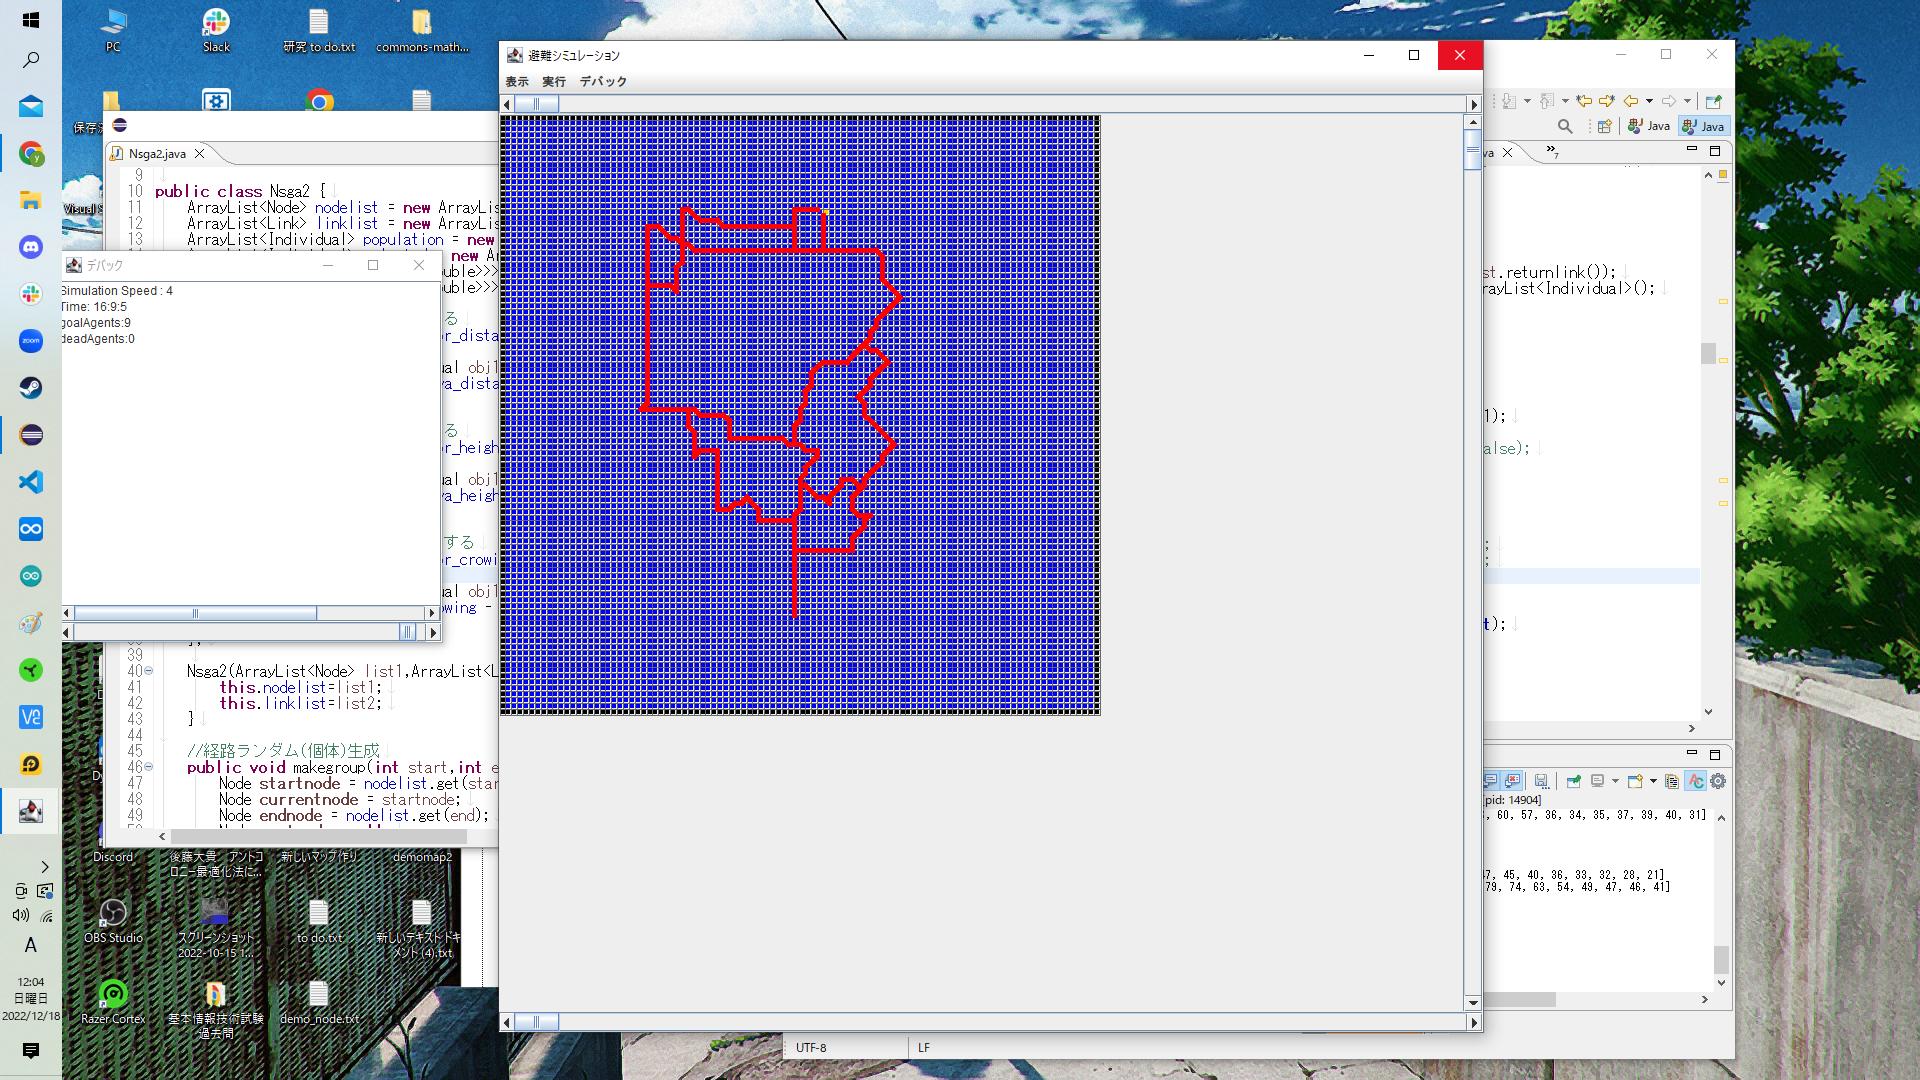 PC
Slack
研究 to do.txt
commons-math...
Visual S
避難シミュレーション
表示 実行 デバック
Nsga2.java
9
10 public class Nsga2 {
11 ArrayList<Node> nodelist = new ArrayLis
12 ArrayList<Link> linklist = new ArrayLis
13 ArrayList<Individual> population = new
デバック
Simulation Speed : 4
Time: 16:9:5
goalAgents:9
deadAgents:0
new A
ouble>>>
ouble>>>
る
or_dista
ual obj1
va_dista
る
or_heigh
ual obj1
va_heigh
する
or_crowi
ual obj1
owing -
39
40 Nsga2(ArrayList<Node> list1,ArrayList<L
41 this.nodelist=list1;
42 this.linklist=list2;
43 }
44
45 //経路ランダム(個体)生成
46 public void makegroup(int start,int e
47 Node startnode = nodelist.get(star
48 Node currentnode = startnode;
49 Node endnode = nodelist.get(end);
Java
Java
va
7
st.returnlink());
rayList<Individual>();
1);
alse);
;
;
t);
[pid: 14904]
, 60, 57, 36, 34, 35, 37, 39, 40, 31]
47, 45, 40, 36, 33, 32, 28, 21]
79, 74, 63, 54, 49, 47, 46, 41]
UTF-8
LF
Discord
後藤大貴 アントコ
ロニー最適化法に...
新しいマップ作り
demomap2
OBS Studio
スクリーンショット
2022-10-15 1...
to do.txt
新しいテキスト ドキ
ュメント (4).txt
Razer Cortex
基本情報技術試験
過去問
demo_node.txt
zoom
A
12:04
日曜日
2022/12/18